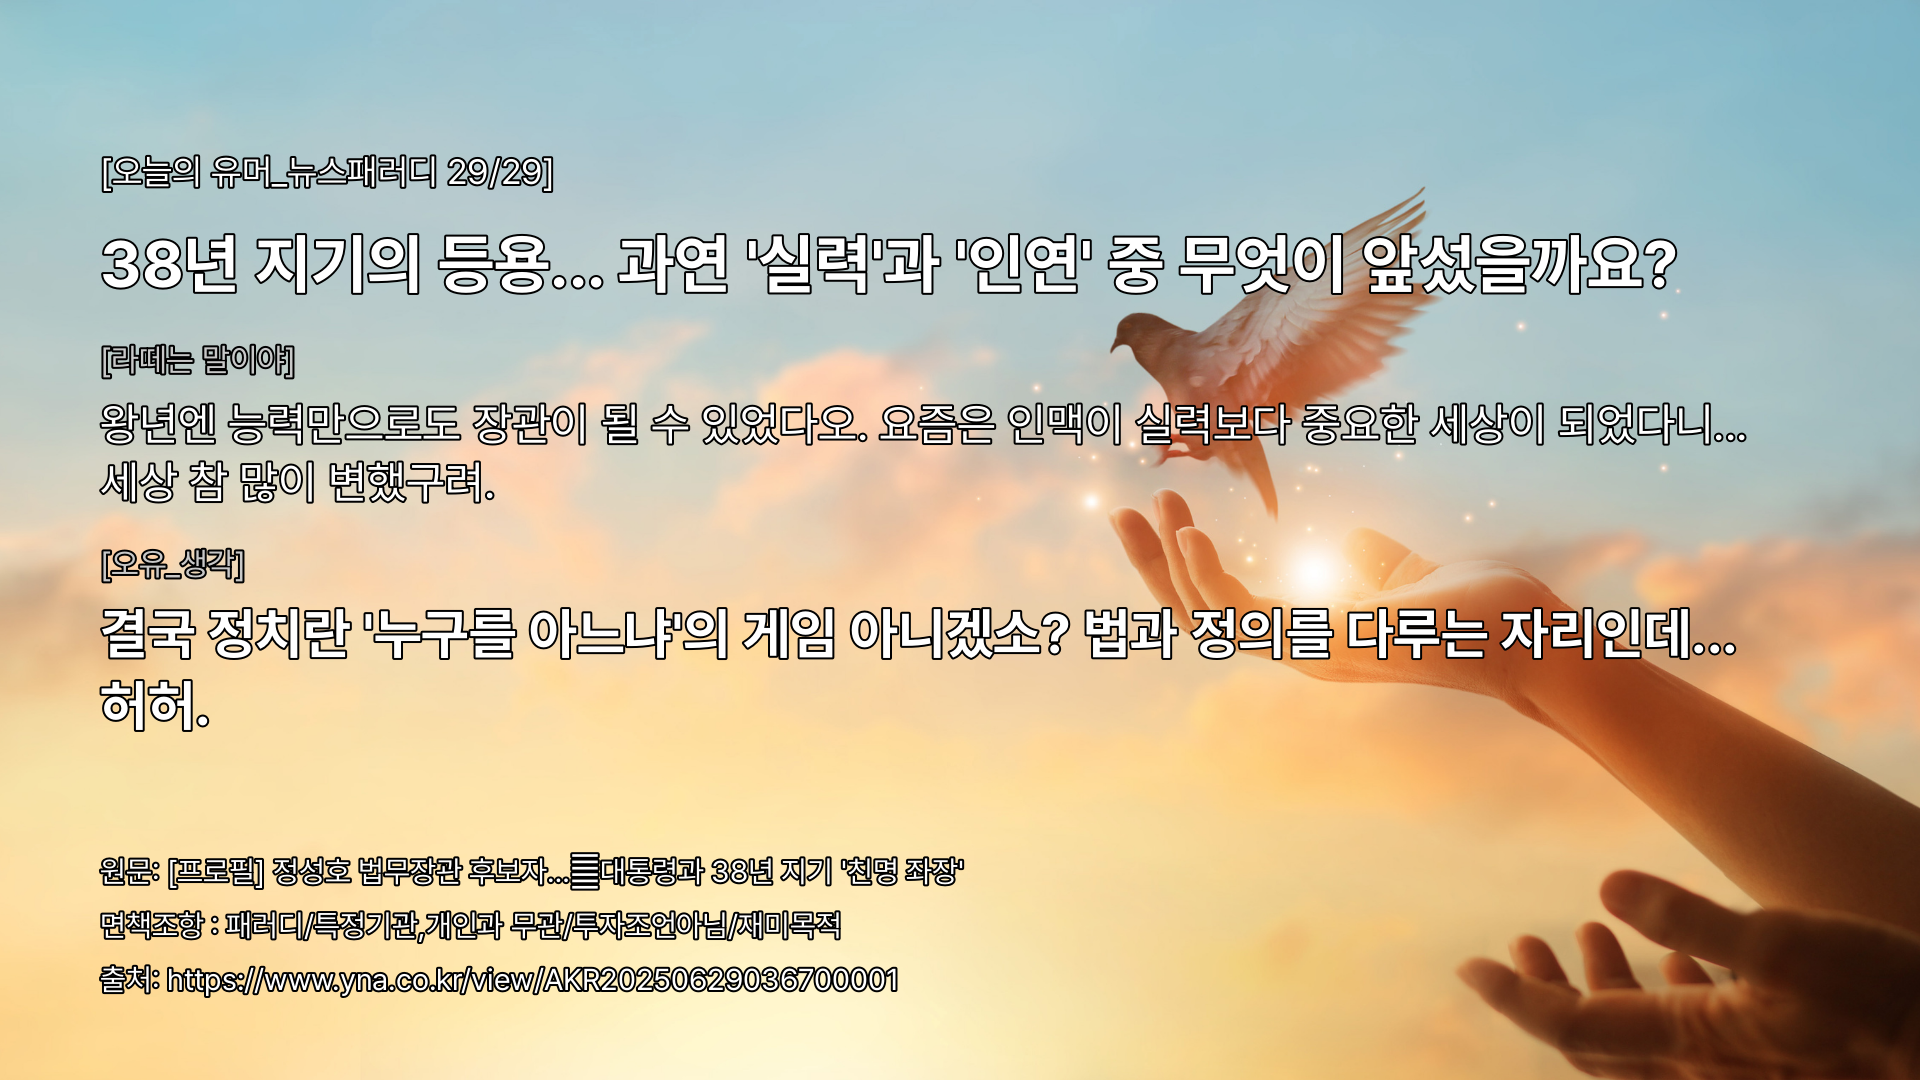 [오늘의 유머_뉴스패러디 29/29]
38년 지기의 등용... 과연 '실력'과 '인연' 중 무엇이 앞섰을까요?
[라떼는 말이야]
왕년엔 능력만으로도 장관이 될 수 있었다오. 요즘은 인맥이 실력보다 중요한 세상이 되었다니...
세상 참 많이 변했구려.
[오유_생각]
결국 정치란 '누구를 아느냐'의 게임 아니겠소? 법과 정의를 다루는 자리인데...
허허.
원문: [프로필] 정성호 법무장관 후보자...대통령과 38년 지기 '친명 좌장'
면책조항 : 패러디/특정기관,개인과 무관/투자조언아님/재미목적
출처: https://www.yna.co.kr/view/AKR20250629036700001